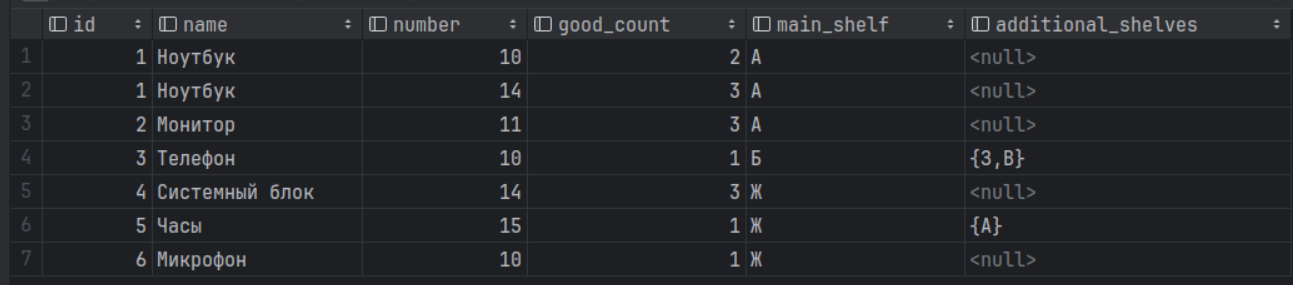 id name number good_count main_shelf additional_shelves
1 1 Ноутбук 10 2 А <null>
2 1 Ноутбук 14 3 А <null>
3 2 Монитор 11 3 А <null>
4 3 Телефон 10 1 Б {З,В}
5 4 Системный блок 14 3 Ж <null>
6 5 Часы 15 1 Ж {А}
7 6 Микрофон 10 1 Ж <null>